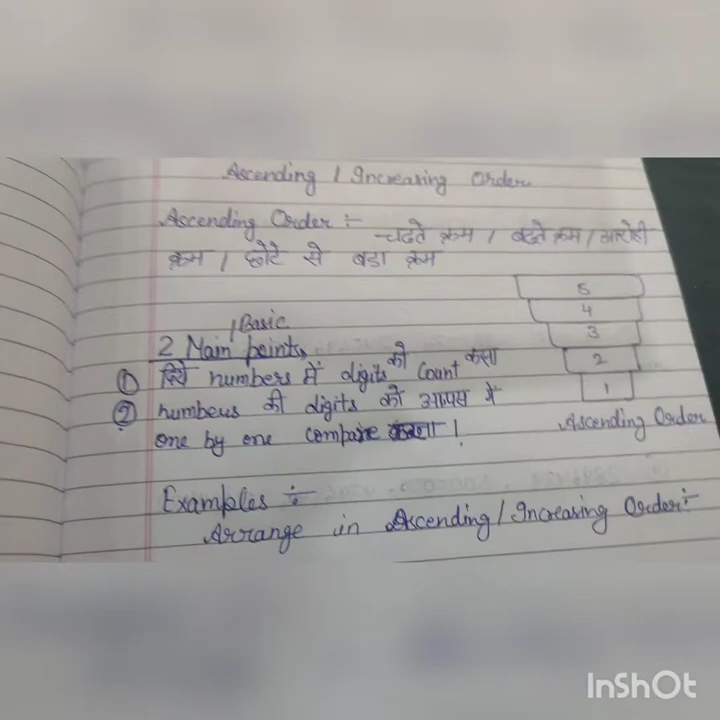 Ascending / Increasing Order
Ascending Order :- चढते क्रम / बढते क्रम / आरोही
क्रम / छोटे से बडा क्रम
5
4
3
2
1
Ascending Order
/ Basic
2 Main points,
① दिये numbers में digits को Count करना
② numbers की digits को आपस में
one by one compare करना ।
Examples :-
Arrange in Ascending / Increasing Order :-
InShOt